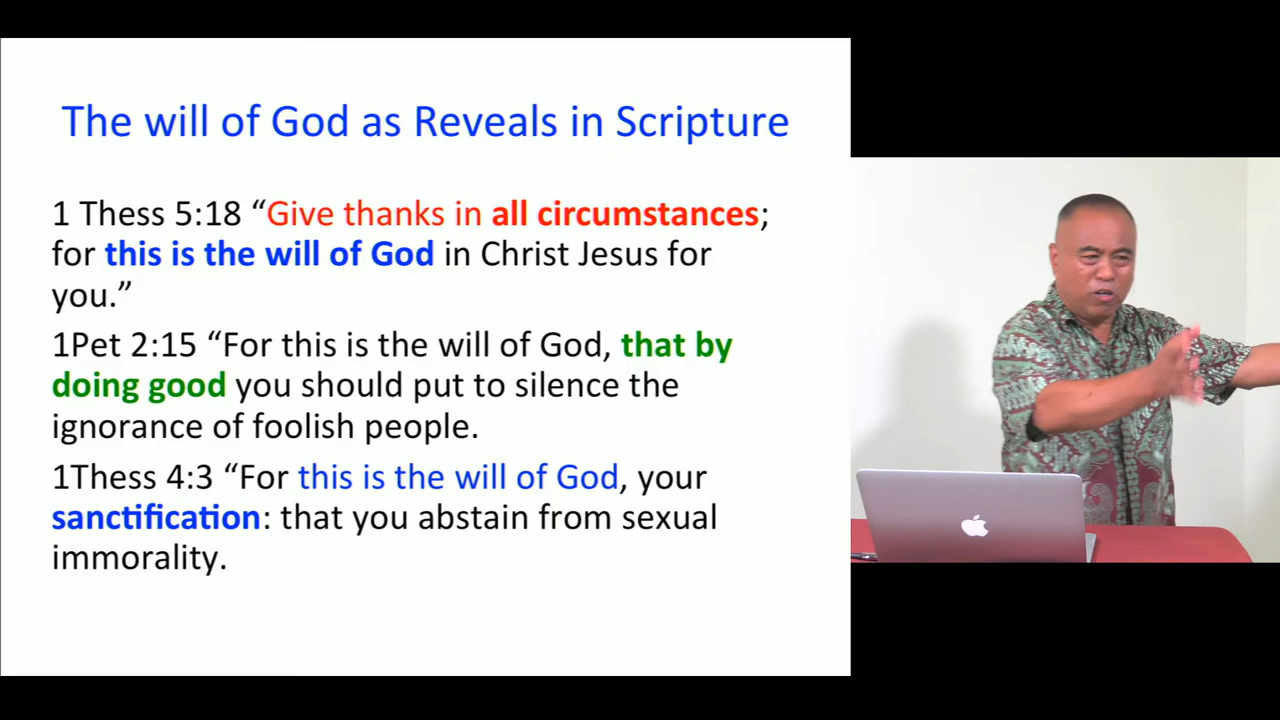 The will of God as Reveals in Scripture
1 Thess 5:18 “Give thanks in all circumstances;
for this is the will of God in Christ Jesus for
you.”
1Pet 2:15 “For this is the will of God, that by
doing good you should put to silence the
ignorance of foolish people.
1Thess 4:3 “For this is the will of God, your
sanctification: that you abstain from sexual
immorality.